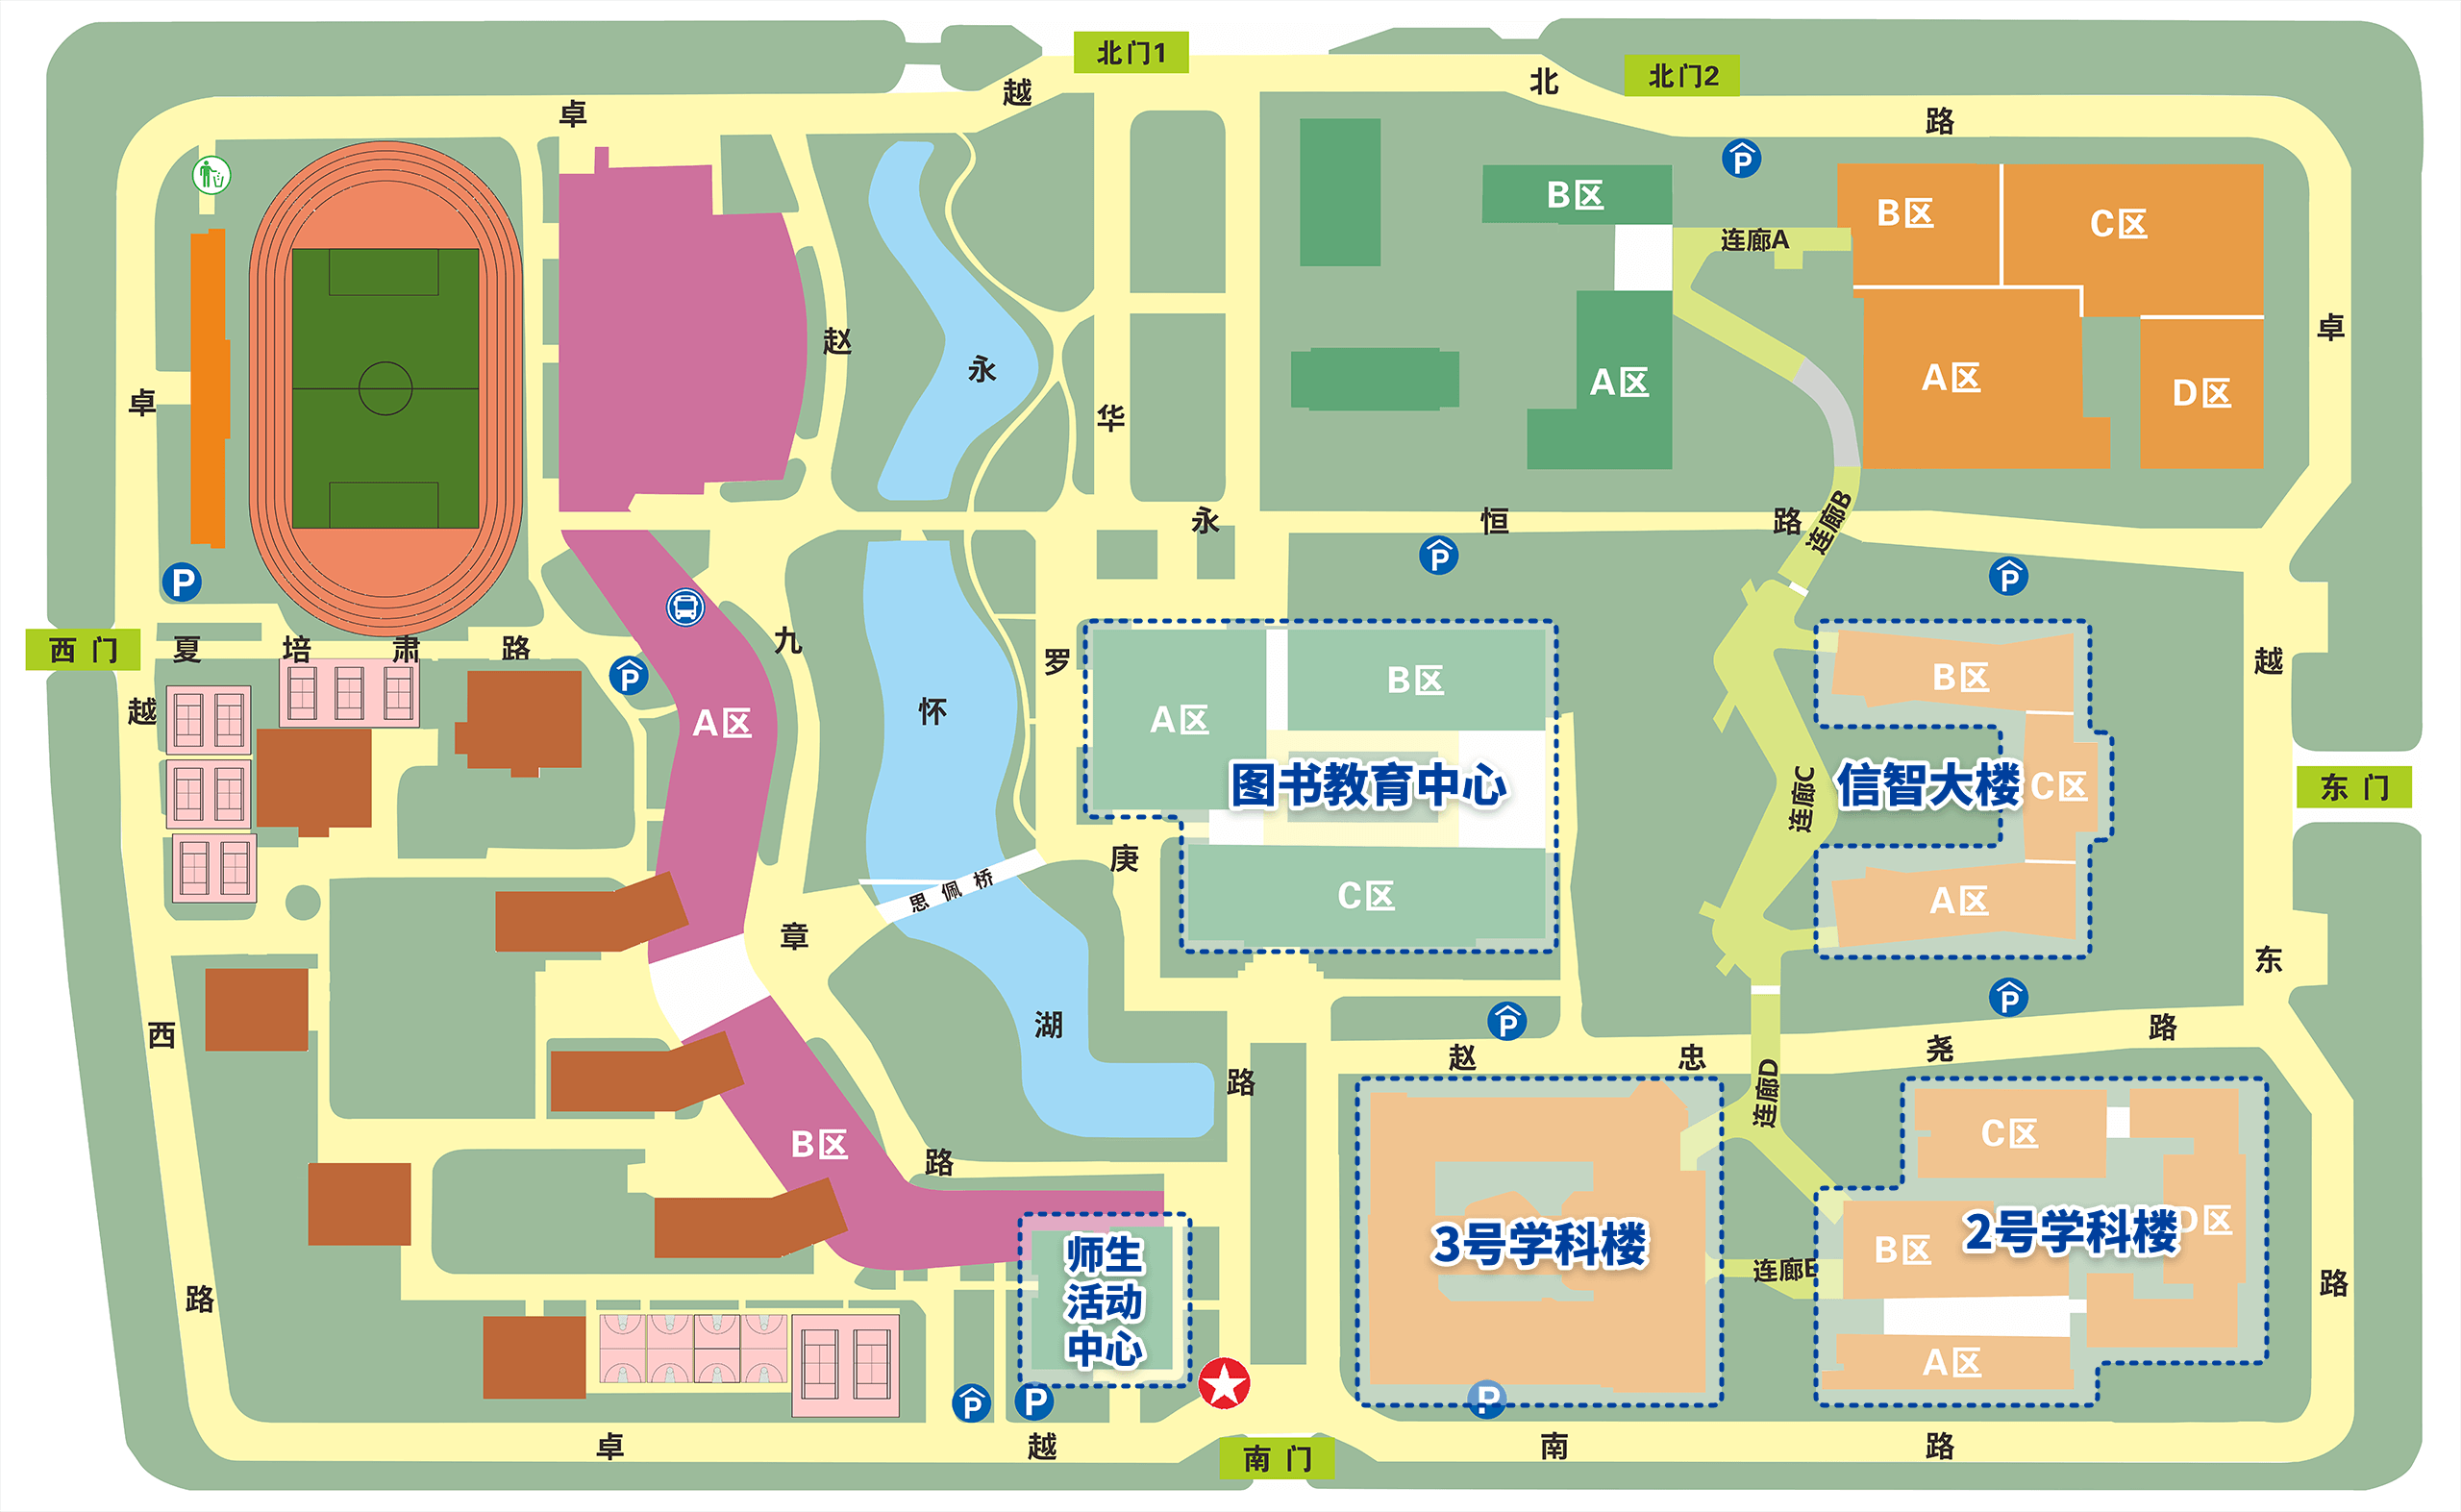 北门1
北门2
卓 越 北 路
B区
连廊A
B区
C区
A区
A区
D区
卓 越 东 路
赵 九 章 路
永 怀 湖
华 罗 庚 路
永 恒 路
连廊B
卓 越 西 路
西 门
夏 培 肃 路
A区
A区
B区
图书教育中心
C区
B区
信智大楼
C区
A区
连廊C
东 门
思 佩 桥
赵 忠 尧 路
连廊D
B区
师生
活动
中心
3号学科楼
C区
2号学科楼
D区
B区
连廊E
A区
卓 越 南 路
南 门
P
P
P
P
P
P
P
P
P
P